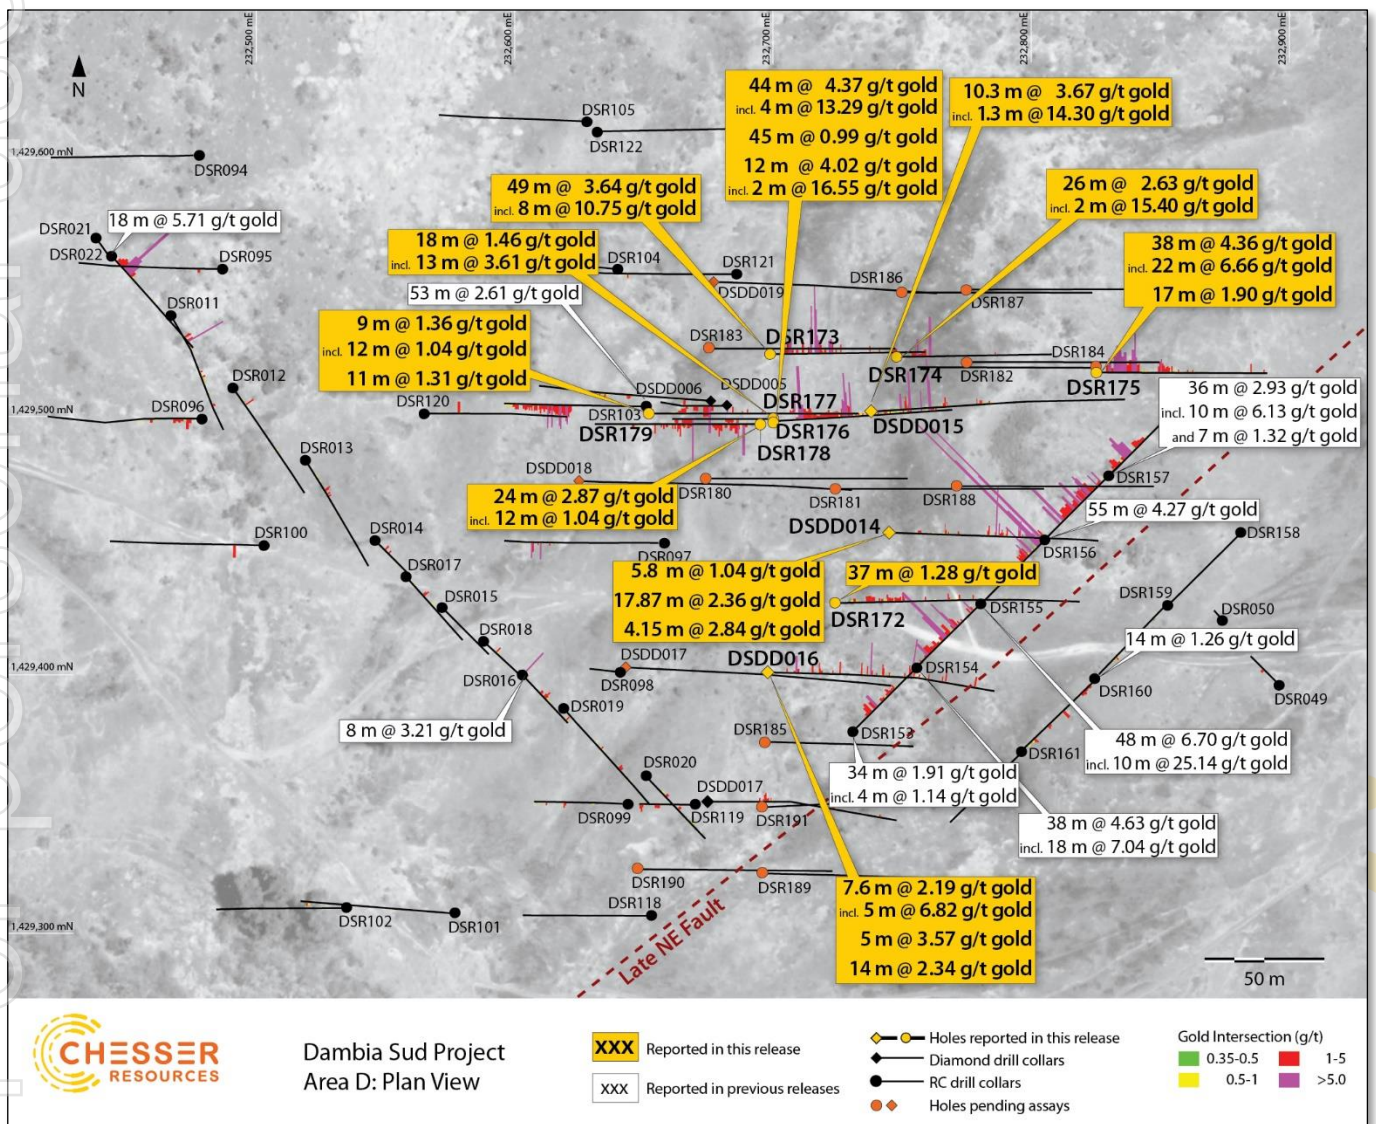 232,500 mE
232,600 mE
232,700 mE
232,800 mE
232,900 mE
N
1,429,600 mN
1,429,500 mN
1,429,400 mN
1,429,300 mN
DSR105
DSR122
DSR094
44 m @ 4.37 g/t gold
incl. 4 m @ 13.29 g/t gold
45 m @ 0.99 g/t gold
12 m @ 4.02 g/t gold
incl. 2 m @ 16.55 g/t gold
10.3 m @ 3.67 g/t gold
incl. 1.3 m @ 14.30 g/t gold
49 m @ 3.64 g/t gold
incl. 8 m @ 10.75 g/t gold
26 m @ 2.63 g/t gold
incl. 2 m @ 15.40 g/t gold
DSR021
18 m @ 5.71 g/t gold
DSR022
DSR095
18 m @ 1.46 g/t gold
incl. 13 m @ 3.61 g/t gold
DSR104
DSR121
DSDD019
DSR186
DSR187
38 m @ 4.36 g/t gold
incl. 22 m @ 6.66 g/t gold
17 m @ 1.90 g/t gold
53 m @ 2.61 g/t gold
DSR011
9 m @ 1.36 g/t gold
incl. 12 m @ 1.04 g/t gold
11 m @ 1.31 g/t gold
DSR183
DSR173
DSR174
DSR182
DSR184
DSR175
DSR012
DSDD006
DSDD005
DSR177
36 m @ 2.93 g/t gold
incl. 10 m @ 6.13 g/t gold
and 7 m @ 1.32 g/t gold
DSR096
DSR120
DSR103
DSR179
DSR176
DSR178
DSDD015
DSR013
DSDD018
DSR180
DSR181
DSR188
DSR157
24 m @ 2.87 g/t gold
incl. 12 m @ 1.04 g/t gold
DSDD014
55 m @ 4.27 g/t gold
DSR100
DSR014
DSR097
DSR156
DSR158
DSR017
5.8 m @ 1.04 g/t gold
17.87 m @ 2.36 g/t gold
4.15 m @ 2.84 g/t gold
37 m @ 1.28 g/t gold
DSR172
DSR155
DSR159
DSR050
DSR015
DSR018
14 m @ 1.26 g/t gold
DSR016
DSDD017
DSR098
DSDD016
DSR154
DSR160
DSR049
DSR019
8 m @ 3.21 g/t gold
DSR185
DSR153
DSR161
48 m @ 6.70 g/t gold
incl. 10 m @ 25.14 g/t gold
34 m @ 1.91 g/t gold
incl. 4 m @ 1.14 g/t gold
DSR020
DSDD017
DSR099
DSR119
DSR191
38 m @ 4.63 g/t gold
incl. 18 m @ 7.04 g/t gold
DSR190
DSR189
7.6 m @ 2.19 g/t gold
incl. 5 m @ 6.82 g/t gold
5 m @ 3.57 g/t gold
14 m @ 2.34 g/t gold
DSR102
DSR101
DSR118
Late NE Fault
50 m
CHESSER
RESOURCES
Dambia Sud Project
Area D: Plan View
XXX Reported in this release
XXX Reported in previous releases
Holes reported in this release
Diamond drill collars
RC drill collars
Holes pending assays
Gold Intersection (g/t)
0.35-0.5 1-5
0.5-1 >5.0